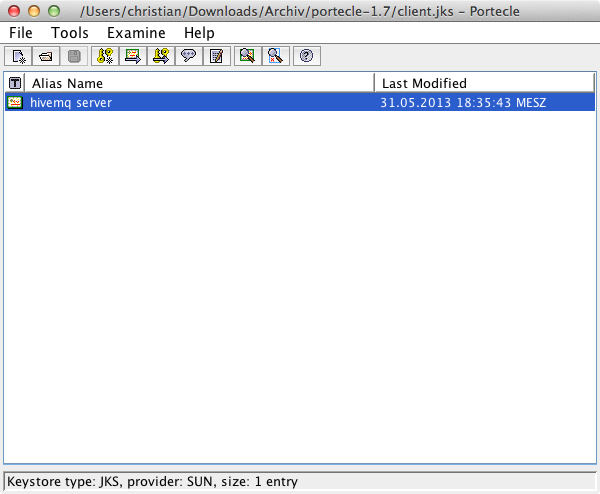 /Users/christian/Downloads/Archiv/portecle-1.7/client.jks - Portecle
File Tools Examine Help
T Alias Name Last Modified
hivemq server 31.05.2013 18:35:43 MESZ
Keystore type: JKS, provider: SUN, size: 1 entry